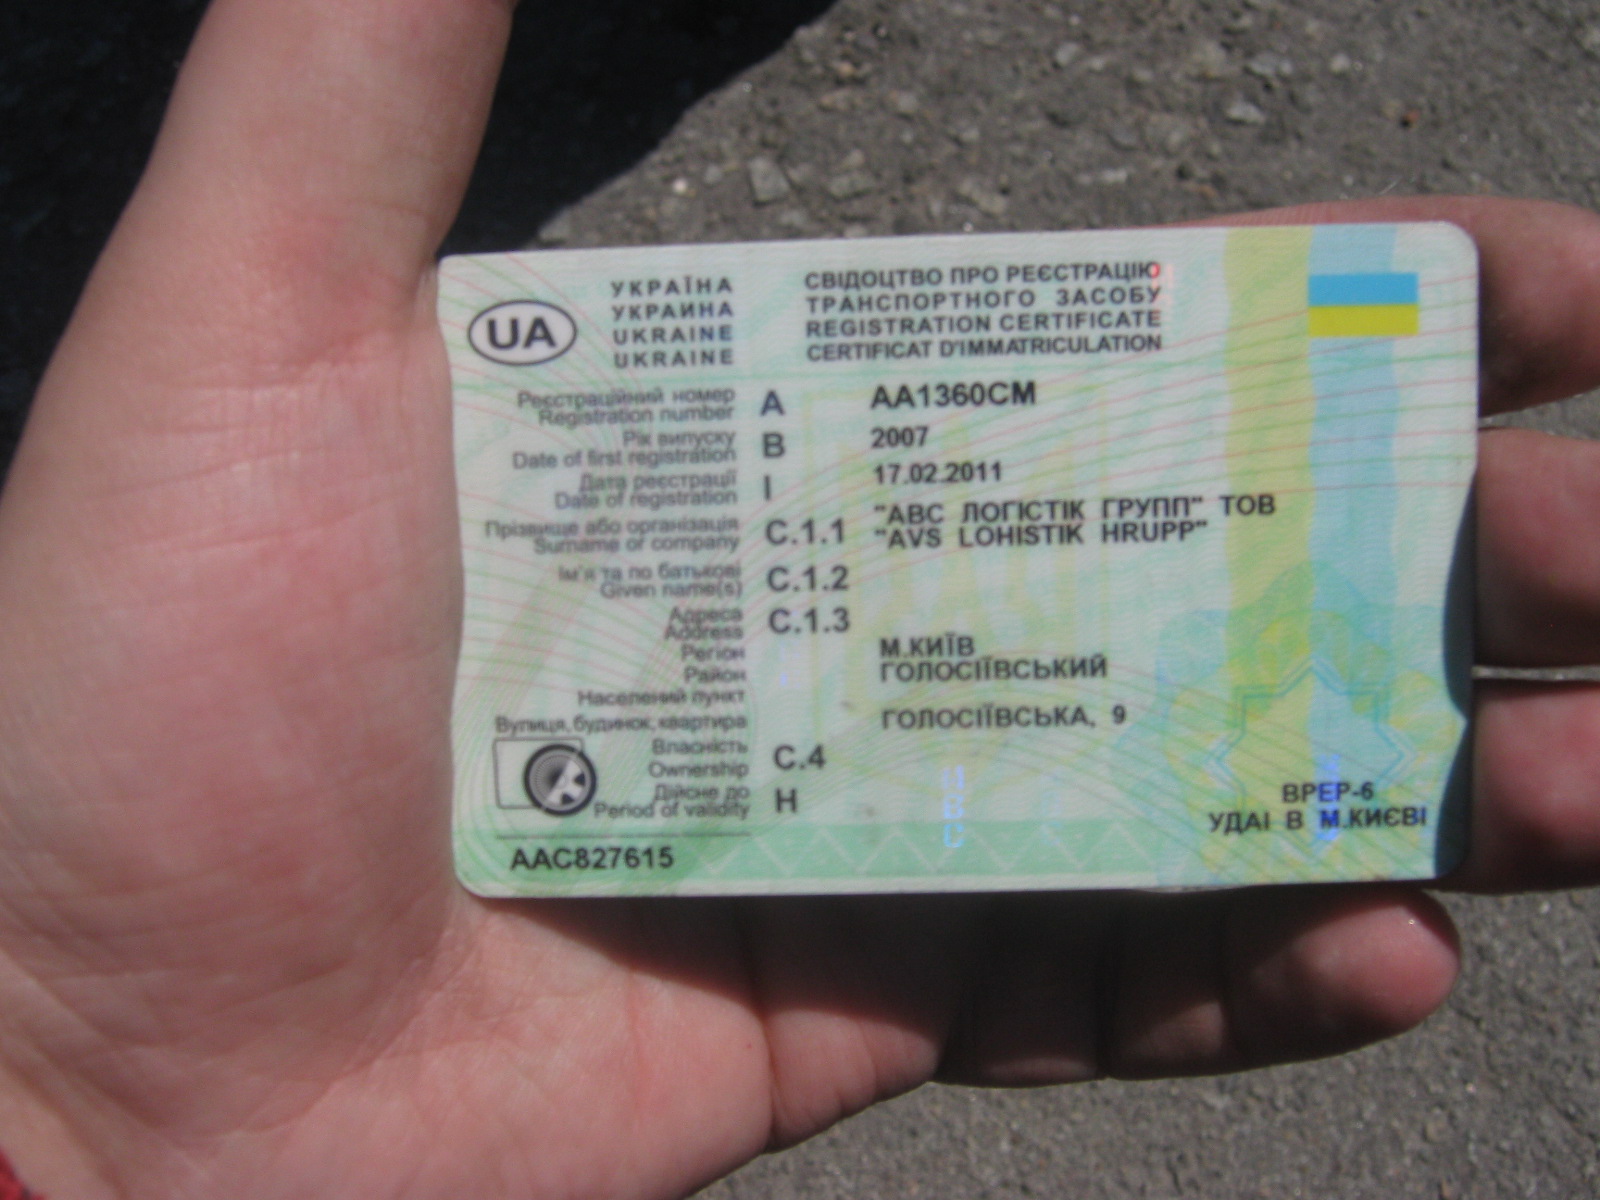 UA
УКРАЇНА
УКРАИНА
UKRAINE
UKRAINE
СВІДОЦТВО ПРО РЕЄСТРАЦІЮ
ТРАНСПОРТНОГО ЗАСОБУ
REGISTRATION CERTIFICATE
CERTIFICAT D'IMMATRICULATION
Реєстраційний номер
Registration number
A
AA1360CM
Рік випуску
Date of first registration
B
2007
Дата реєстрації
Date of registration
I
17.02.2011
Прізвище або організація
Surname or company
C.1.1
"АВС ЛОГІСТІК ГРУПП" ТОВ
"AVS LOHISTIK HRUPP"
Ім'я та по батькові
Given name(s)
C.1.2
Адреса
Address
C.1.3
Регіон
М.КИЇВ
Район
ГОЛОСІЇВСЬКИЙ
Населений пункт
Вулиця, будинок, квартира
ГОЛОСІЇВСЬКА, 9
Власність
Ownership
C.4
Дійсне до
Period of validity
H
ВРЕР-6
УДАІ В М.КИЄВІ
AAC827615